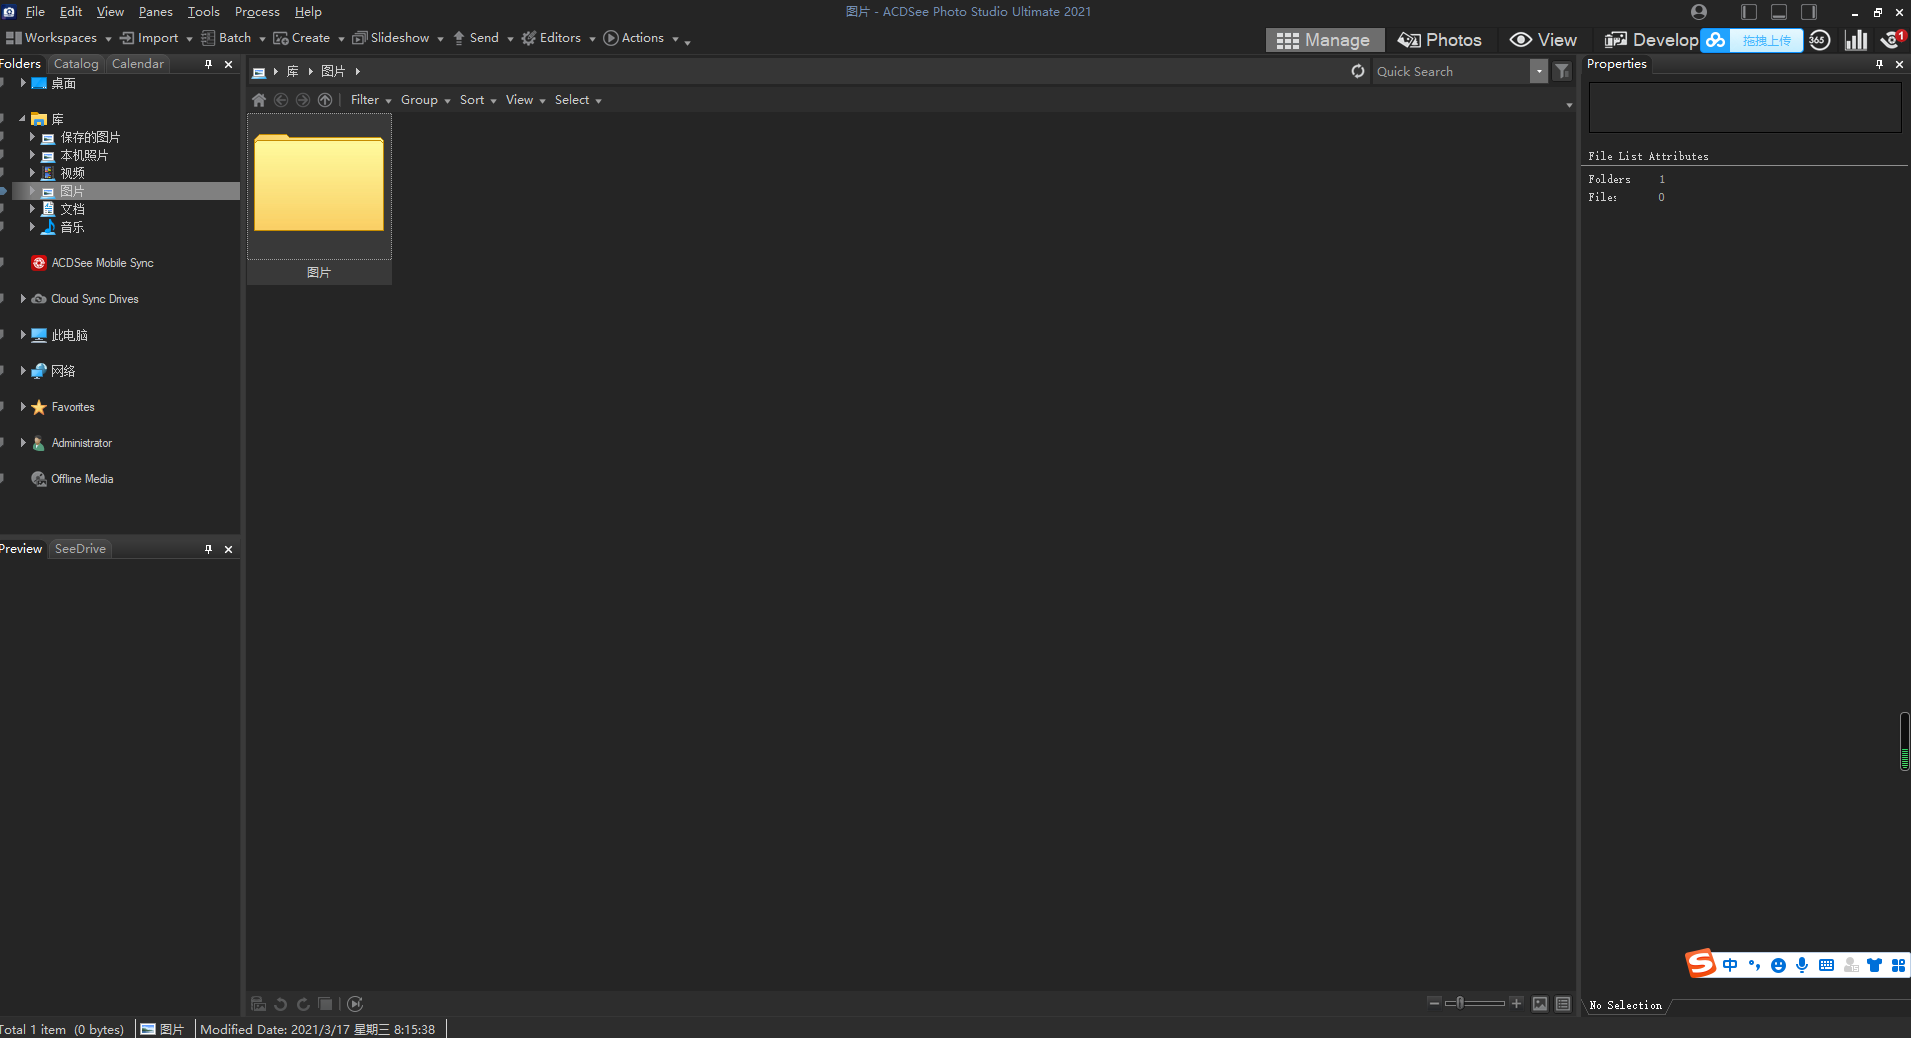 File Edit View Panes Tools Process Help
图片 - ACDSee Photo Studio Ultimate 2021
Workspaces Import Batch Create Slideshow Send Editors Actions
Manage Photos View Develop 拖拽上传 365 1
Folders Catalog Calendar
桌面
库
保存的图片
本机照片
视频
图片
文档
音乐
ACDSee Mobile Sync
Cloud Sync Drives
此电脑
网络
Favorites
Administrator
Offline Media
Preview SeeDrive
库 图片
Quick Search
Filter Group Sort View Select
图片
Properties
File List Attributes
Folders 1
Files 0
中
No Selection
Total 1 item (0 bytes) 图片 Modified Date: 2021/3/17 星期三 8:15:38